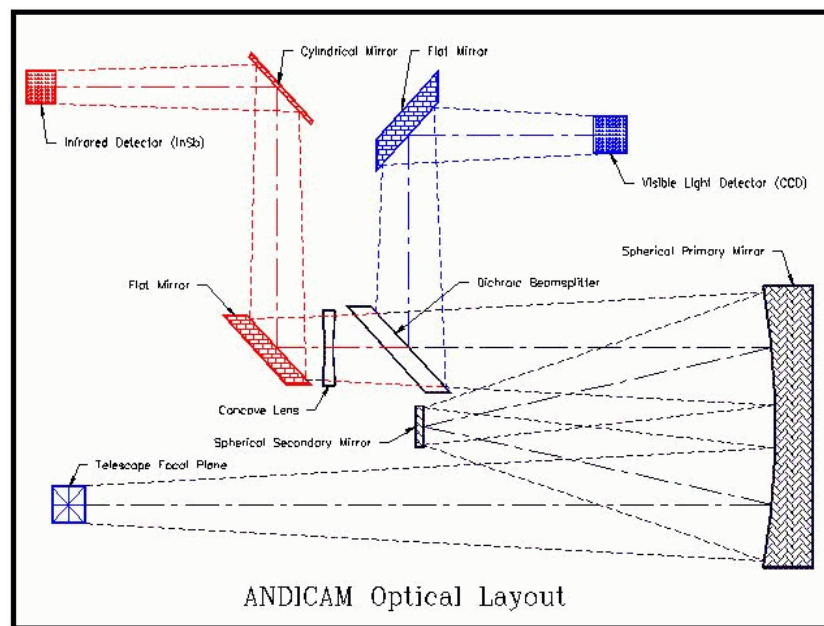 Cylindrical Mirror
Flat Mirror
Infrared Detector (InSb)
Visible Light Detector (CCD)
Spherical Primary Mirror
Flat Mirror
Dichroic Beamsplitter
Concave Lens
Spherical Secondary Mirror
Telescope Focal Plane
ANDICAM Optical Layout